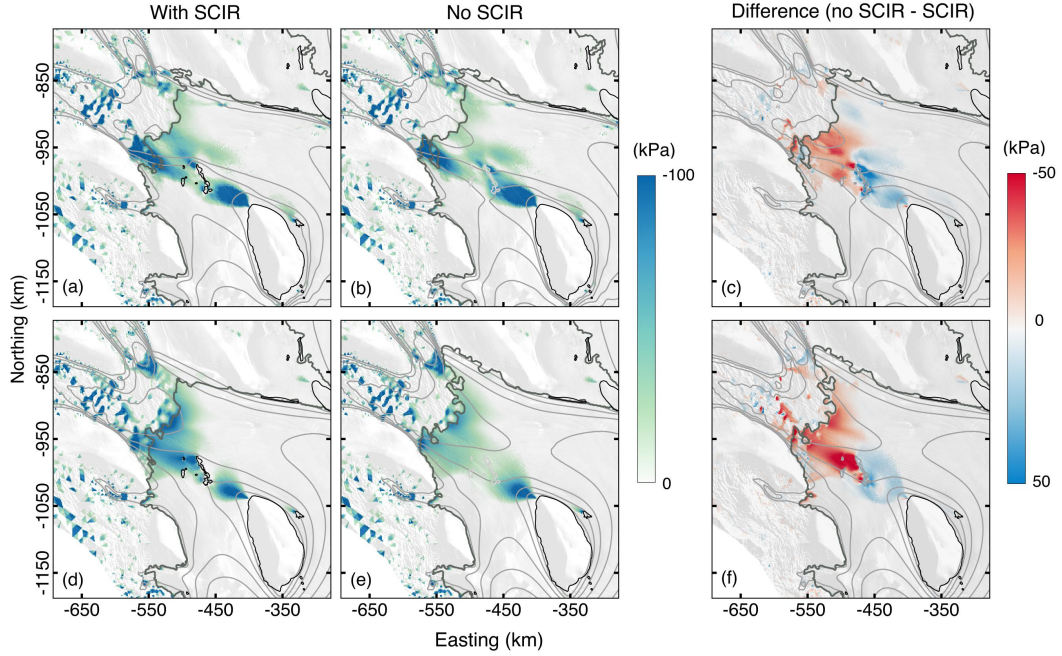 With SCIR
No SCIR
Difference (no SCIR - SCIR)
-850
-950
-1050
-1150
(a)
(b)
(c)
(kPa)
-100
0
(kPa)
-50
0
50
Northing (km)
-850
-950
-1050
-1150
(d)
(e)
(f)
-650
-550
-450
-350
-650
-550
-450
-350
-650
-550
-450
-350
Easting (km)